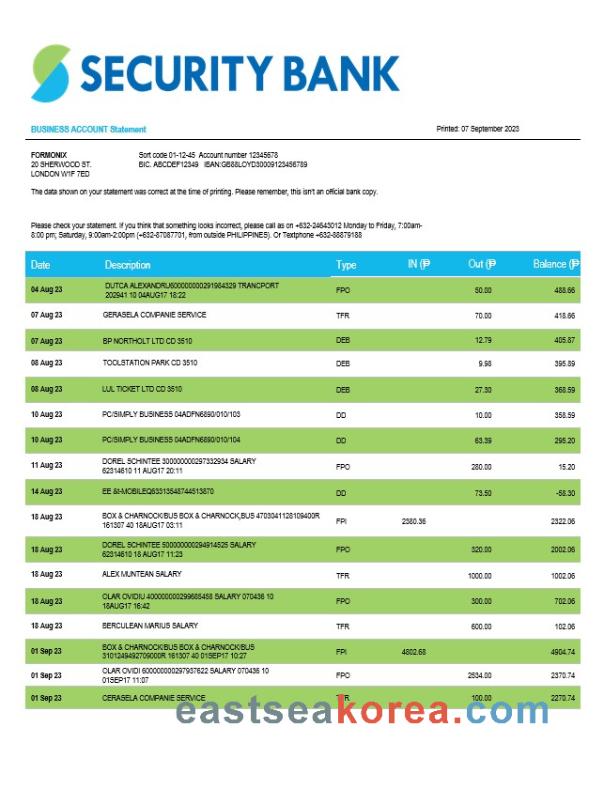 SECURITY BANK
BUSINESS ACCOUNT Statement
Printed: 07 September 2023
FORMONIX
Sort code 01-12-45 Account number 12345678
20 SHERWOOD ST.
BIC. ABCDEF12349 IBAN:GB88LOYD30009123456789
LONDON W1F 7ED
The data shown on your statement was correct at the time of printing. Please remember, this isn't an official bank copy.
Please check your statement. If you think that something looks incorrect, please call as on +632-24643012 Monday to Friday, 7:00am-
8:00 pm; Saturday, 9:00am-2:00pm (+632-87087701, from outside PHILIPPINES). Or Textphone +632-88879188
Date Description Type IN (₱ Out (₱ Balance (₱
04 Aug 23 DUTCA ALEXANDRU600000000291984329 TRANCPORT FPO 50.00 488.66
202941 10 04AUG17 18:22
07 Aug 23 GERASELA COMPANIE SERVICE TFR 70.00 418.66
07 Aug 23 BP NORTHOLT LTD CD 3510 DEB 12.79 405.87
08 Aug 23 TOOLSTATION PARK CD 3510 DEB 9.98 395.89
08 Aug 23 LUL TICKET LTD CD 3510 DEB 27.30 368.59
10 Aug 23 PC/SIMPLY BUSINESS 04ADFN6890/010/103 DD 10.00 358.59
10 Aug 23 PC/SIMPLY BUSINESS 04ADFN6890/010/104 DD 63.39 295.20
11 Aug 23 DOREL SCHINTEE 300000000297332934 SALARY FPO 280.00 15.20
62314610 11 AUG17 20:11
14 Aug 23 EE &t-MOBILEQ63313548744513870 DD 73.50 -58.30
18 Aug 23 BOX & CHARNOCK/BUS BOX & CHARNOCK,BUS 4703041128109400R FPI 2380.36 2322.06
161307 40 18AUG17 03:11
18 Aug 23 DOREL SCHINTEE 500000000294914525 SALARY FPO 320.00 2002.06
62314610 18 AUG17 11:23
18 Aug 23 ALEX MUNTEAN SALARY TFR 1000.00 1002.06
18 Aug 23 OLAR OVIDIU 400000000299685458 SALARY 070436 10 FPO 300.00 702.06
18AUG17 16:42
18 Aug 23 BERCULEAN MARIUS SALARY TFR 600.00 102.06
01 Sep 23 BOX & CHARNOCK/BUS BOX & CHARNOCK/BUS FPI 4802.68 4904.74
3101249492709000R 161307 40 01SEP17 10:27
01 Sep 23 OLAR OVIDI 600000000297937622 SALARY 070436 10 FPO 2534.00 2370.74
01SEP17 11:07
01 Sep 23 CERASELA COMPANIE SERVICE TFR 100.00 2270.74
eastseakorea.com